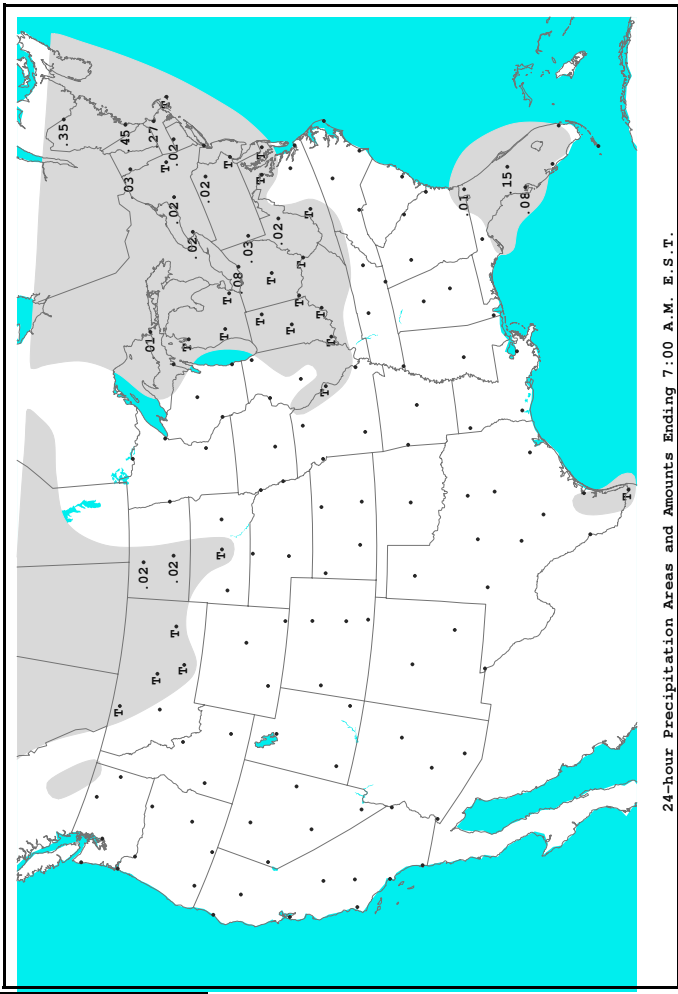 .35
T
45
03
.02
01
.27
T
T
T
.02
.02
.02
T
T
T
.02
.02
T
T
T
T
.08
.03
T
T
T
T
.02
T
T
T
T
T
T
T
.01
15
.08
T
24-hour Precipitation Areas and Amounts Ending 7:00 A.M. E.S.T.